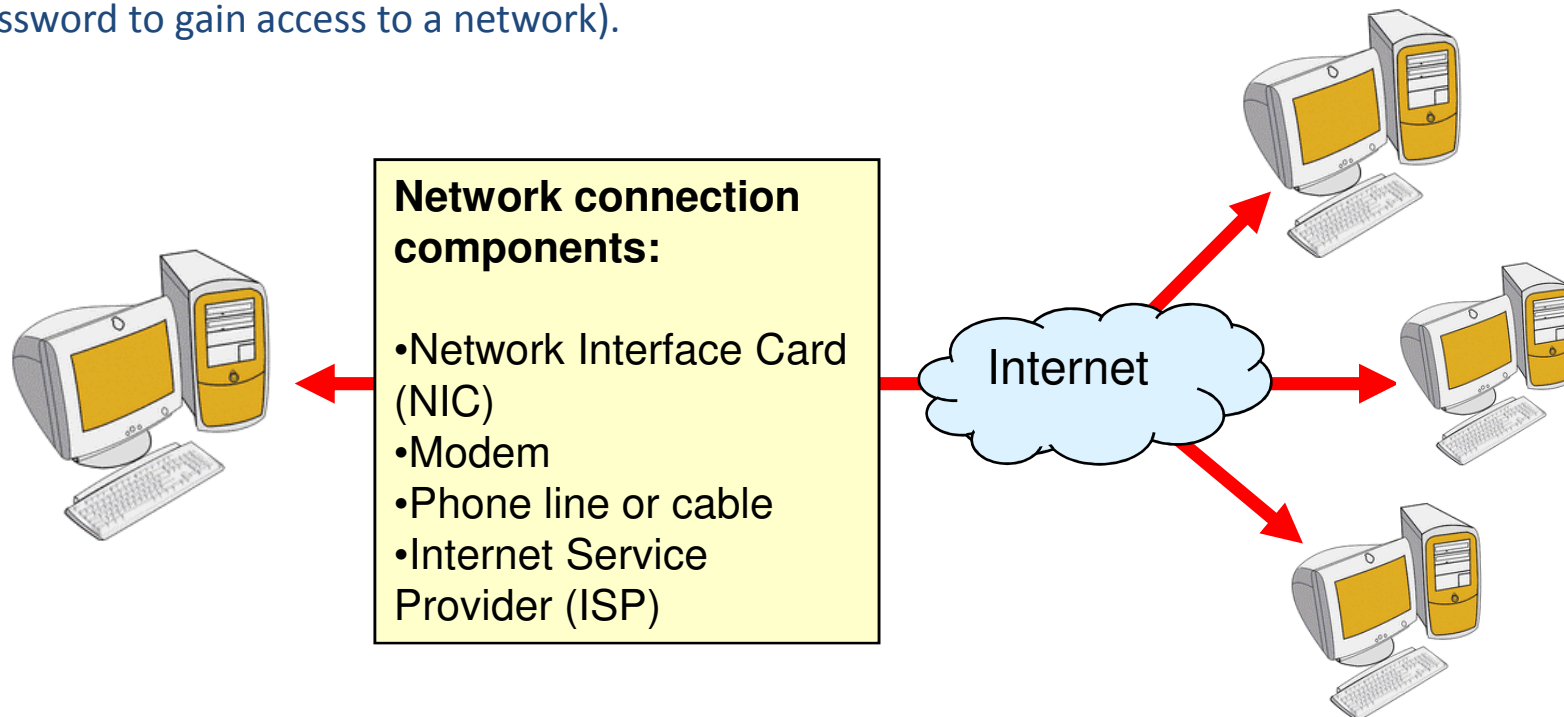 ssword to gain access to a network).
Network connection
components:
•Network Interface Card
(NIC)
•Modem
•Phone line or cable
•Internet Service
Provider (ISP)
Internet